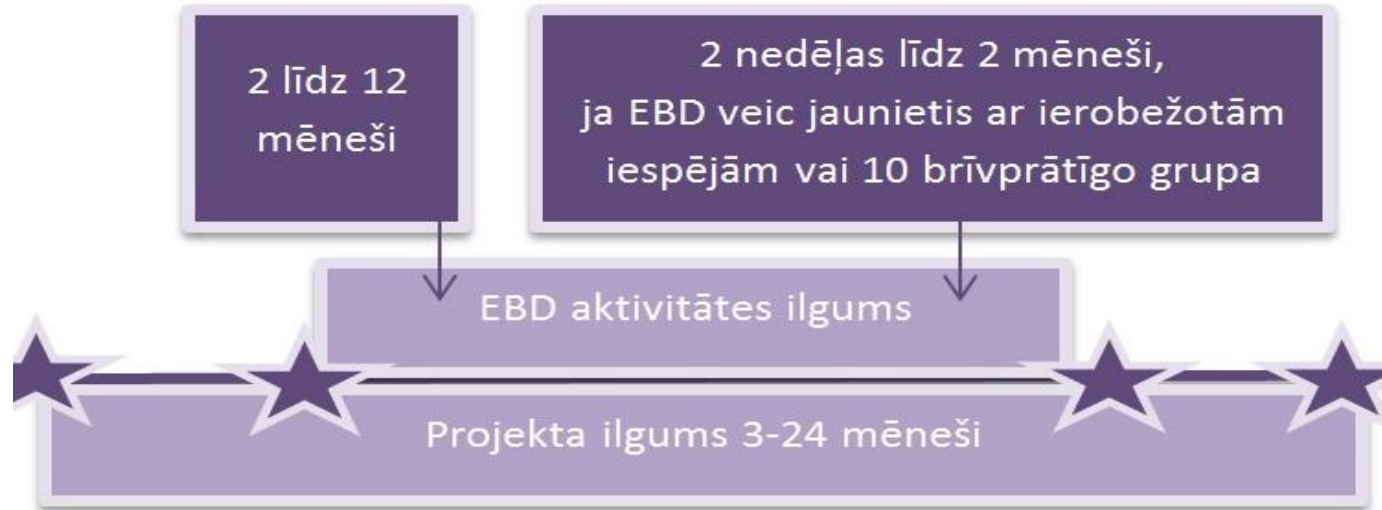 2 līdz 12
mēneši
2 nedēļas līdz 2 mēneši,
ja EBD veic jaunietis ar ierobežotām
iespējām vai 10 brīvprātīgo grupa
EBD aktivitātes ilgums
Projekta ilgums 3-24 mēneši